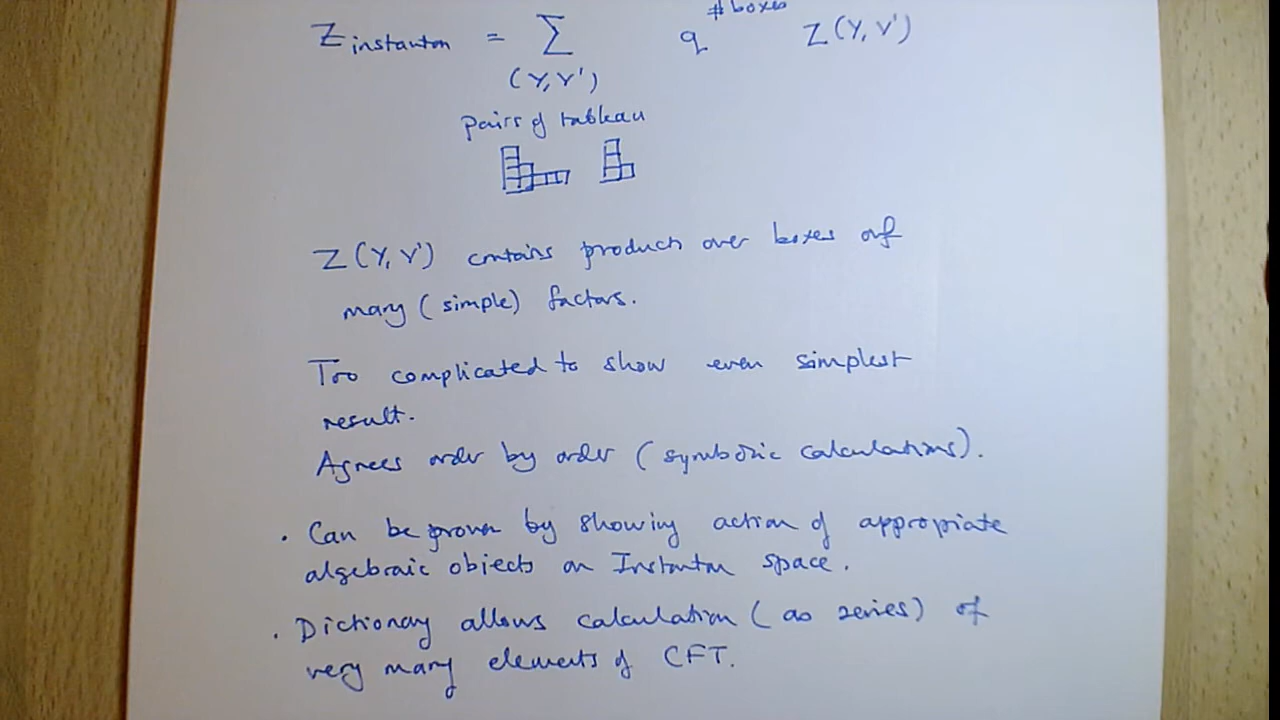 Z instanton = Σ q # boxes Z(Y, Y')
(Y, Y')
pairs of tableau
Z(Y, Y') contains product over boxes of
many (simple) factors.
Too complicated to show even simplest
result.
Agrees order by order (symbolic calculations).
. Can be proven by showing action of appropriate
algebraic objects on Instanton space.
. Dictionary allows calculation (as series) of
very many elements of CFT.